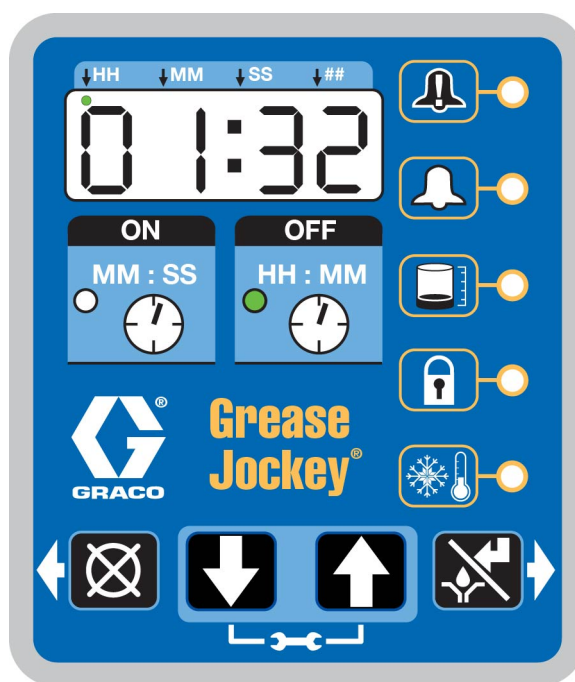 HH MM SS ##
01:32
ON OFF
MM : SS HH : MM
Grease
Jockey®
®
GRACO